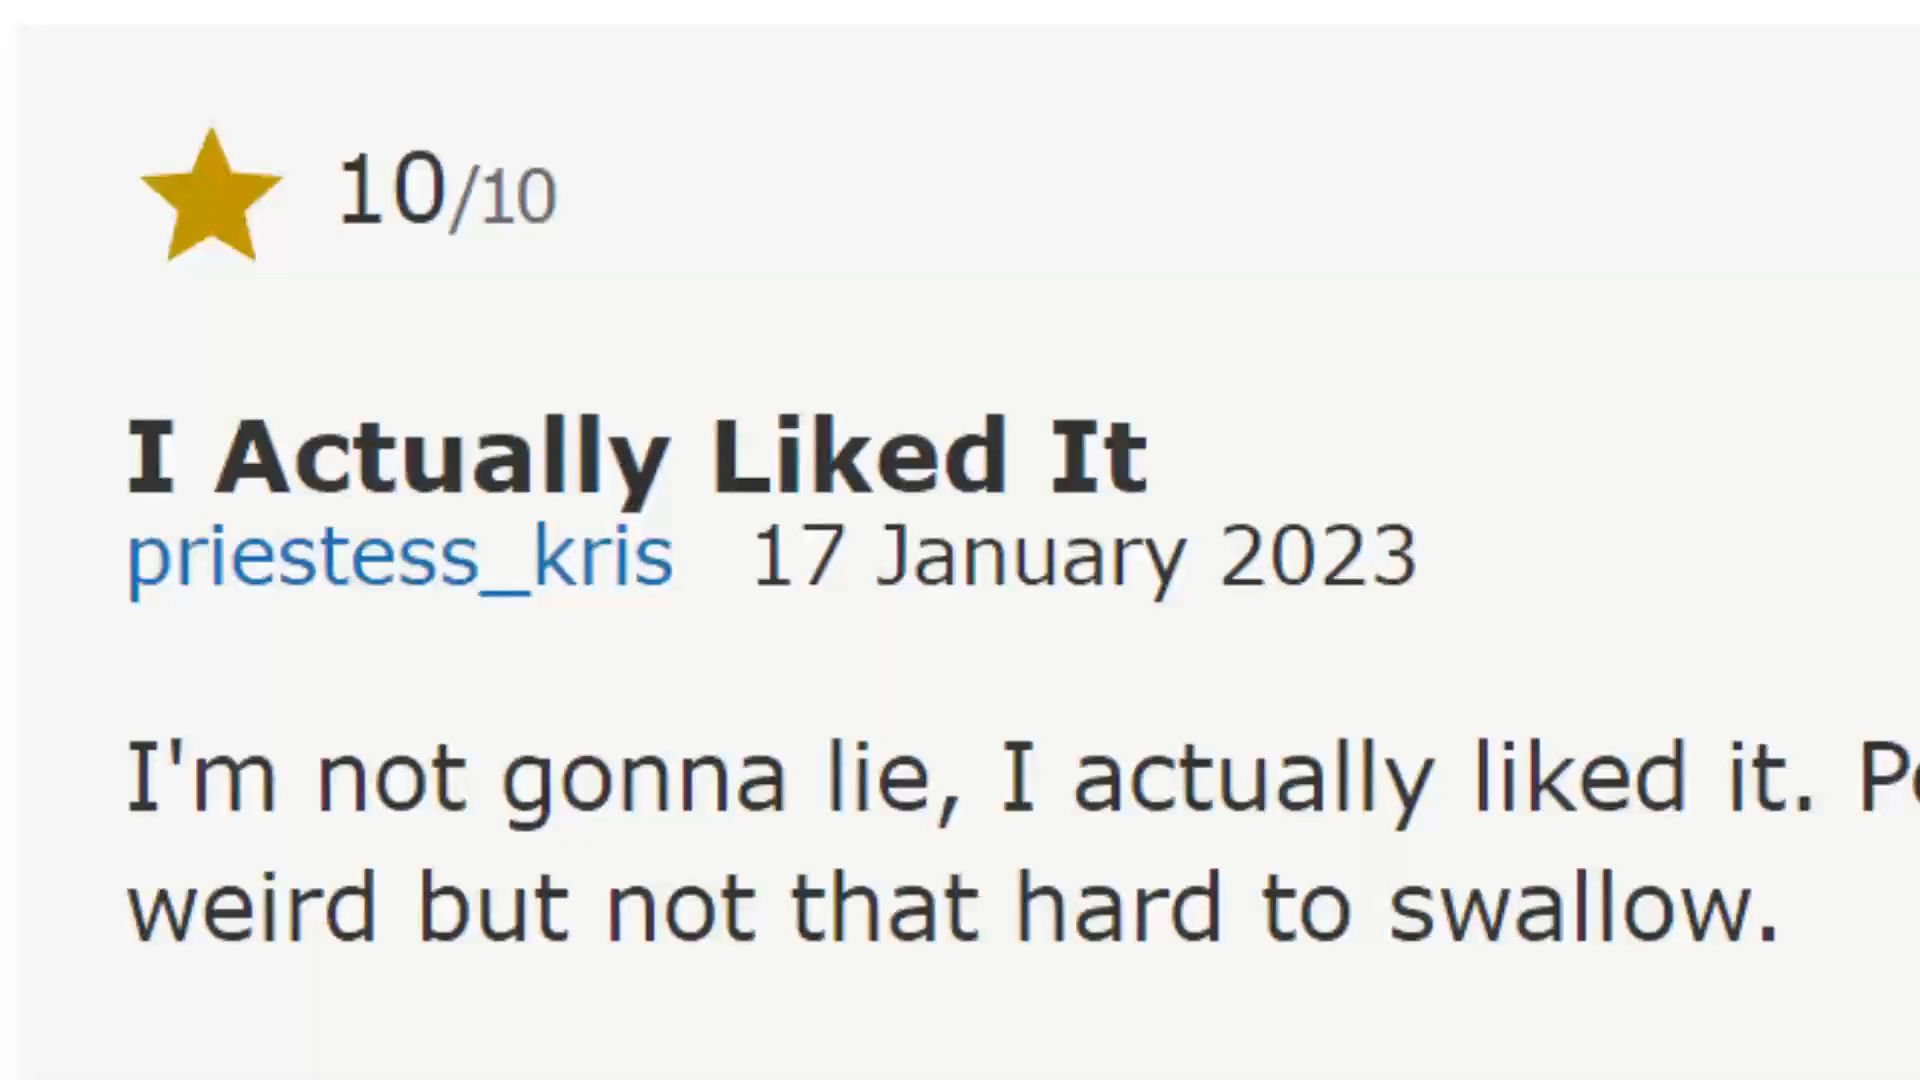 10/10
I Actually Liked It
priestess_kris 17 January 2023
I'm not gonna lie, I actually liked it.
weird but not that hard to swallow.